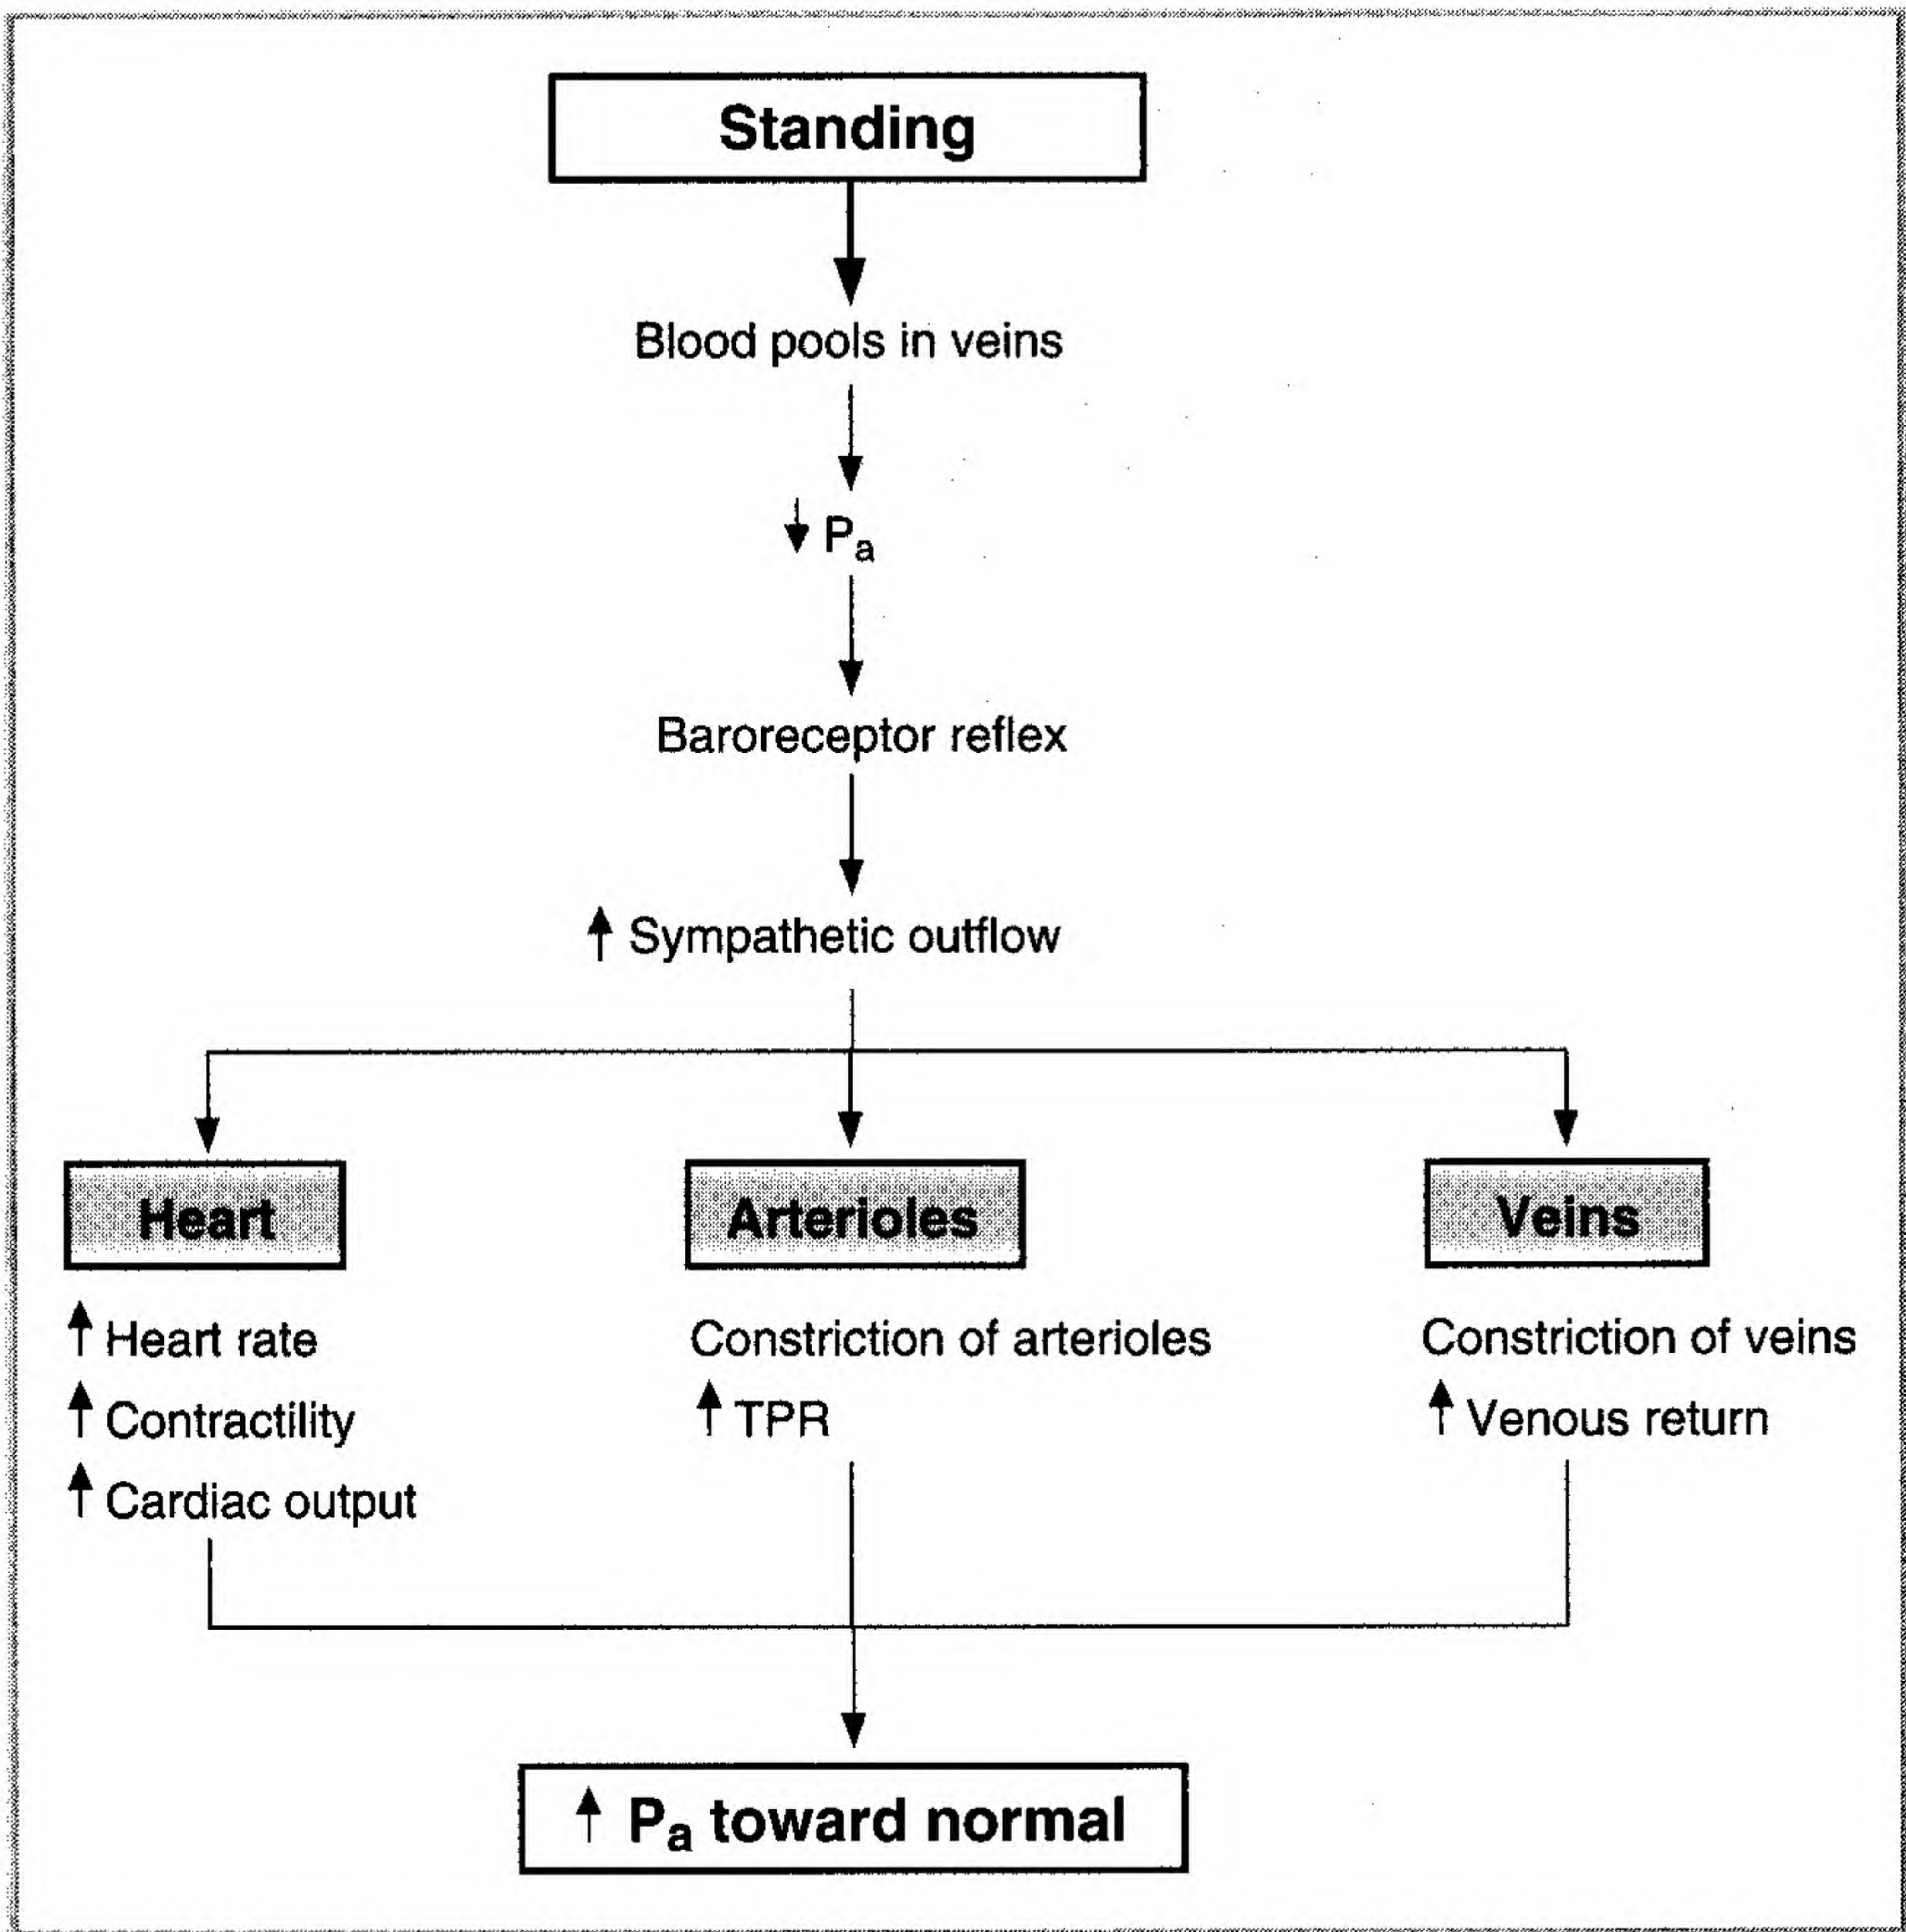 Standing
Blood pools in veins
↓ Pa
Baroreceptor reflex
↑ Sympathetic outflow
Heart
↑ Heart rate
↑ Contractility
↑ Cardiac output
Arterioles
Constriction of arterioles
↑ TPR
Veins
Constriction of veins
↑ Venous return
↑ Pa toward normal